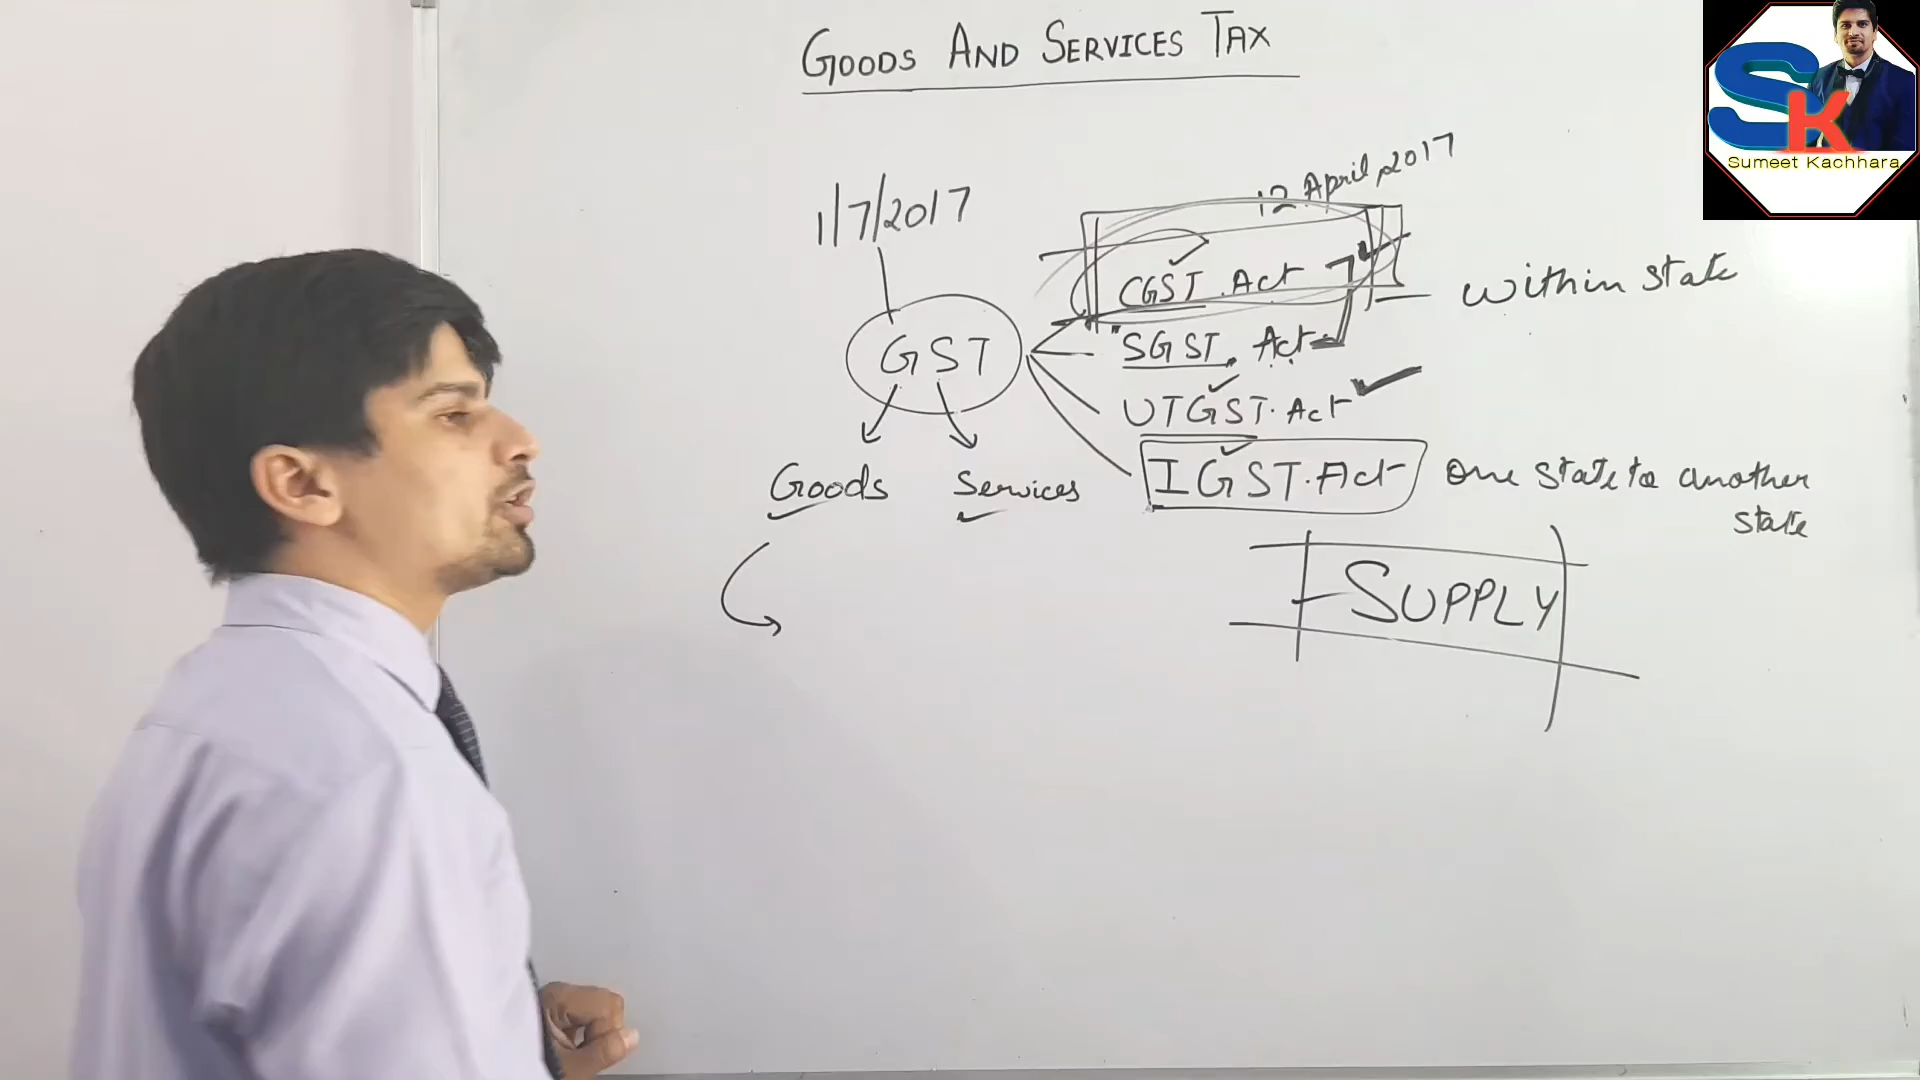 GOODS AND SERVICES TAX
SK
Sumeet Kachhara
12 April, 2017
1/7/2017
CGST. Act
within state
GST
SGST. Act
UTGST. Act
Goods
Services
IGST. Act
one state to another
state
SUPPLY